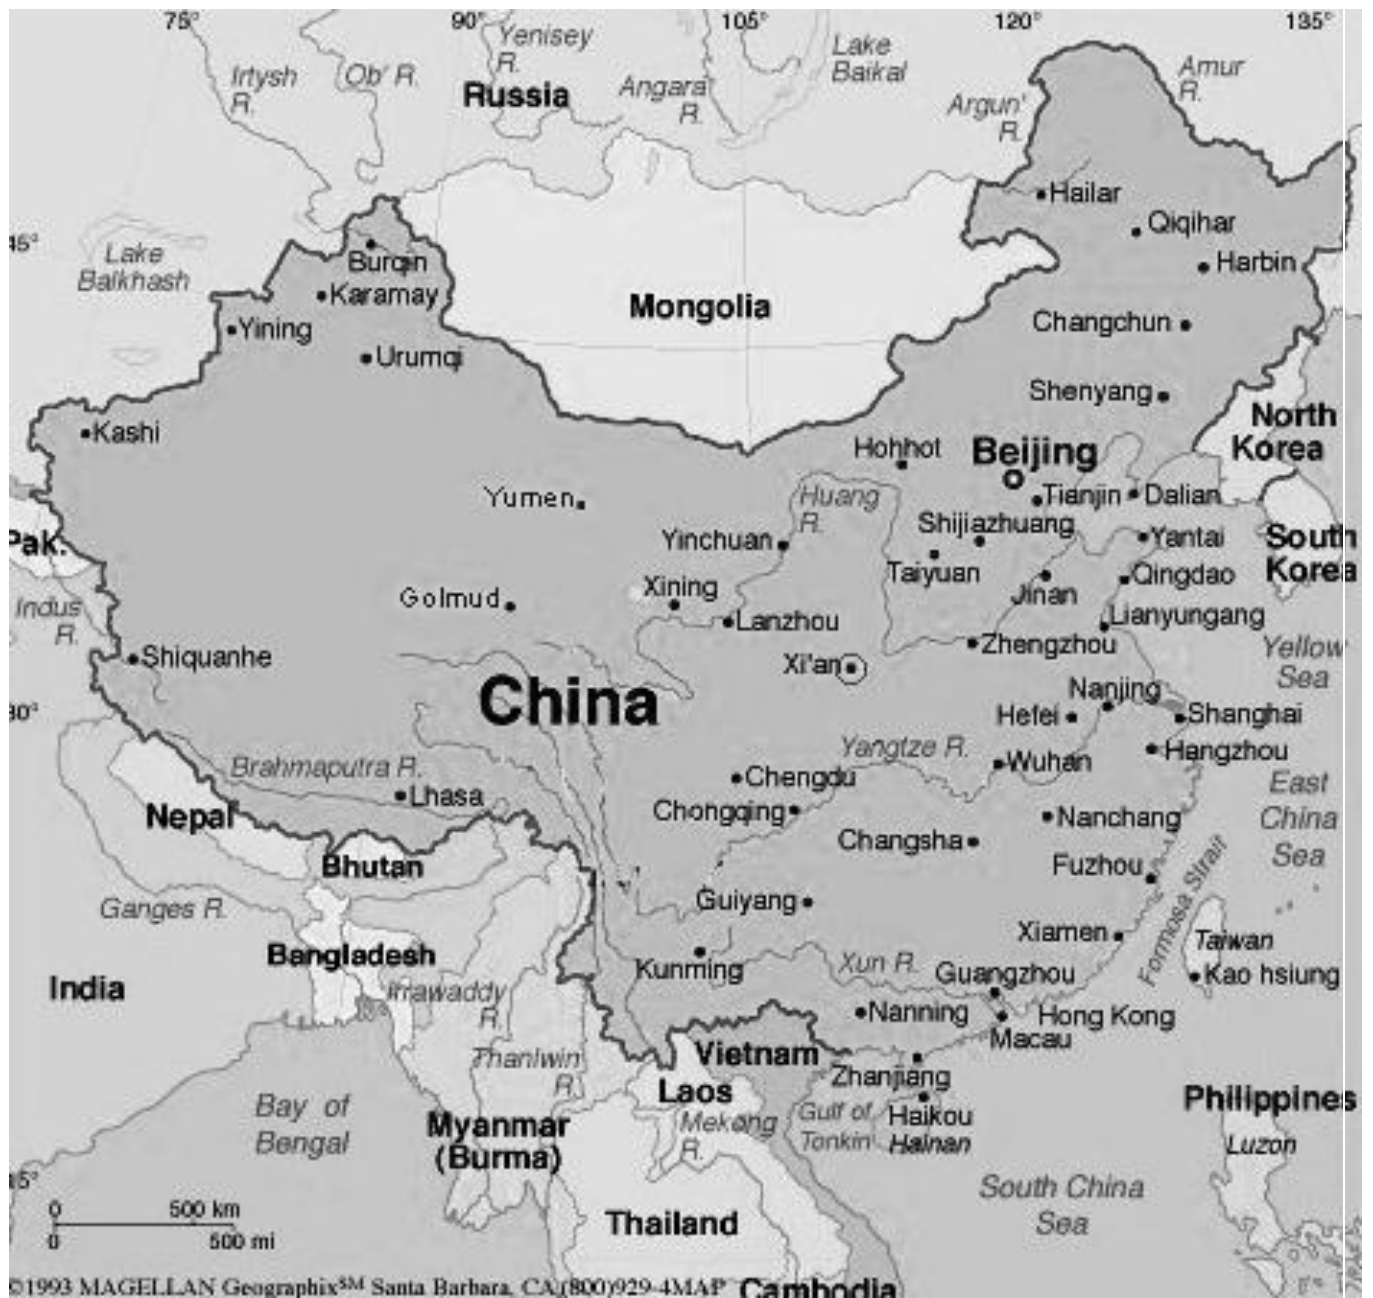 75°
90°
105°
120°
135°
Irtysh
R.
Ob' R.
Yenisey
R.
Russia
Angara
R.
Lake
Baikal
Argun'
R.
Amur
R.
Hailar
Qiqihar
Harbin
45°
Lake
Balkhash
Burqin
Karamay
Yining
Urumqi
Mongolia
Changchun
Shenyang
Kashi
Hohhot
Beijing
North
Korea
Yumen
Huang
R.
Tianjin
Dalian
Shijiazhuang
Pak.
Yinchuan
Yantai
South
Korea
Taiyuan
Qingdao
Indus
R.
Golmud
Xining
Jinan
Lanzhou
Lianyungang
Zhengzhou
Yellow
Sea
Shiquanhe
Xi'an
China
Nanjing
30°
Hefei
Shanghai
Yangtze R.
Hangzhou
Brahmaputra R.
Wuhan
Chengdu
Lhasa
Chongqing
East
China
Sea
Nepal
Nanchang
Changsha
Bhutan
Fuzhou
Formosa Strait
Ganges R.
Guiyang
Xiamen
Taiwan
Bangladesh
Kunming
Xun R.
Guangzhou
Kao hsiung
India
Irrawaddy
R.
Nanning
Hong Kong
Macau
Vietnam
Thanlwin
R.
Zhanjiang
Laos
Philippines
Bay of
Bengal
Myanmar
(Burma)
Mekong
R.
Gulf of
Tonkin
Haikou
Hainan
Luzon
15°
South China
Sea
0 500 km
0 500 mi
Thailand
©1993 MAGELLAN Geographix℠ Santa Barbara, CA (800)929-4MAP
Cambodia